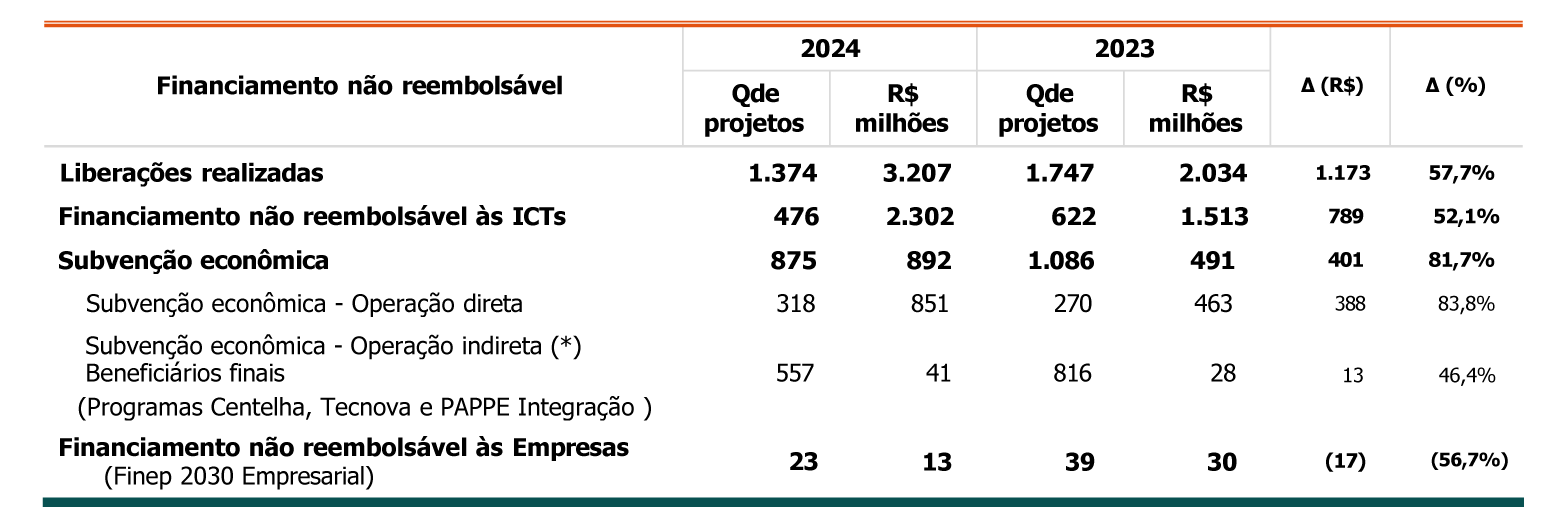 Financiamento não reembolsável 2024 2023 Δ (R$) Δ (%)
Qde projetos R$ milhões Qde projetos R$ milhões
Liberações realizadas 1.374 3.207 1.747 2.034 1.173 57,7%
Financiamento não reembolsável às ICTs 476 2.302 622 1.513 789 52,1%
Subvenção econômica 875 892 1.086 491 401 81,7%
Subvenção econômica - Operação direta 318 851 270 463 388 83,8%
Subvenção econômica - Operação indireta (*)
Beneficiários finais 557 41 816 28 13 46,4%
(Programas Centelha, Tecnova e PAPPE Integração )
Financiamento não reembolsável às Empresas
(Finep 2030 Empresarial) 23 13 39 30 (17) (56,7%)